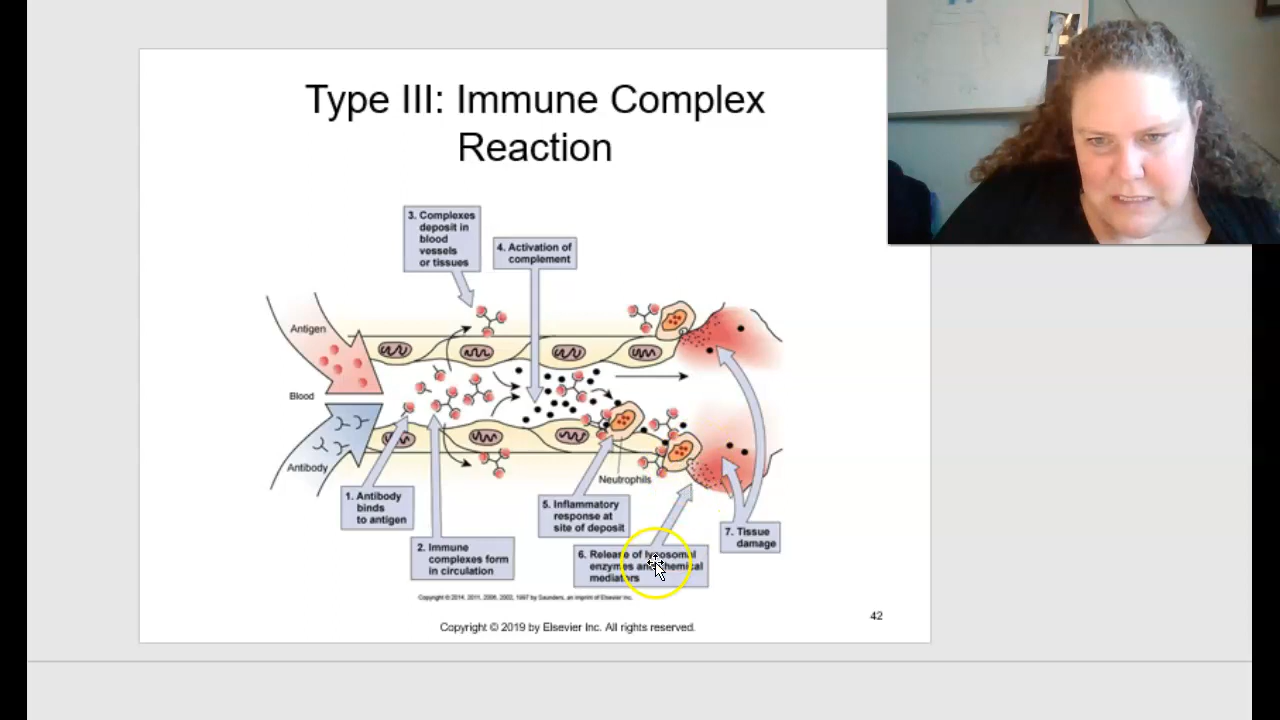 Type III: Immune Complex
Reaction
3. Complexes
deposit in
blood
vessels
or tissues
4. Activation of
complement
Antigen
Blood
Antibody
Neutrophils
1. Antibody
binds
to antigen
2. Immune
complexes form
in circulation
5. Inflammatory
response at
site of deposit
6. Release of lysosomal
enzymes and chemical
mediators
7. Tissue
damage
Copyright © 2014, 2011, 2006, 2002, 1997 by Saunders, an imprint of Elsevier Inc.
42
Copyright © 2019 by Elsevier Inc. All rights reserved.